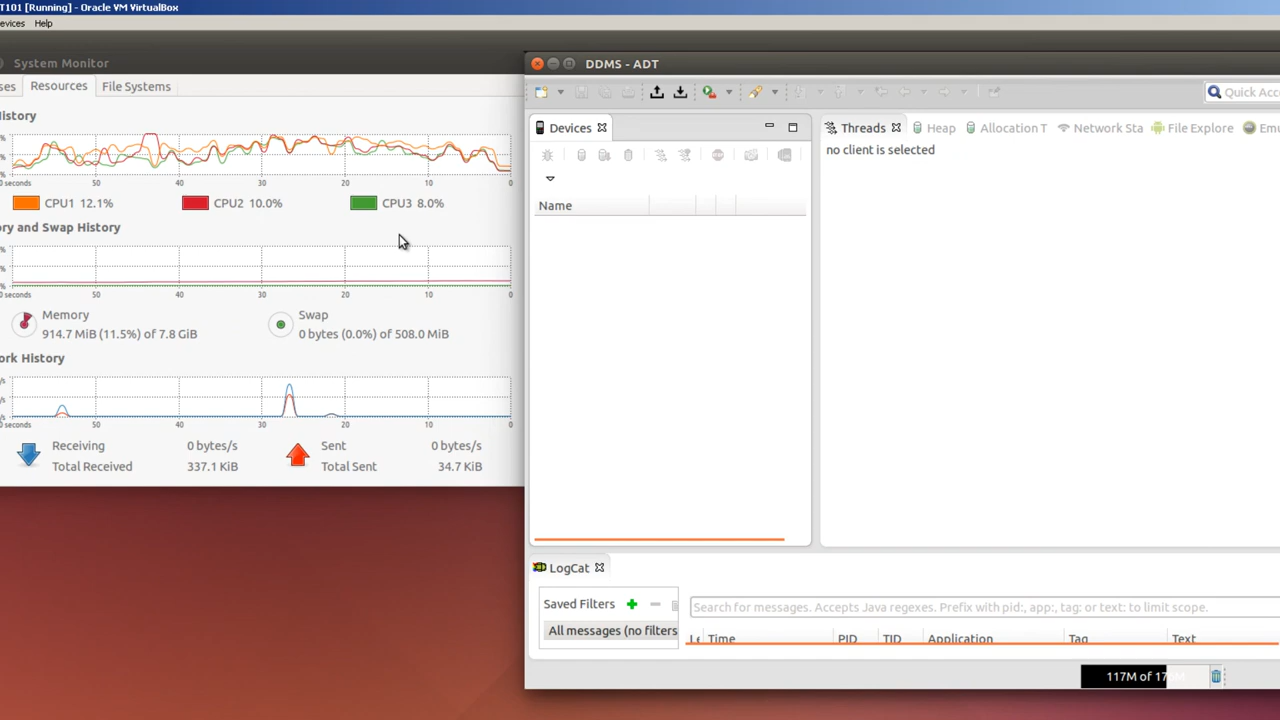 T101 [Running] - Oracle VM VirtualBox
evices Help
System Monitor
DDMS - ADT
ses Resources File Systems
Quick Acce
Devices
Threads Heap Allocation T Network Sta File Explore Emu
no client is selected
History
Name
seconds 50 40 30 20 10 0
CPU1 12.1% CPU2 10.0% CPU3 8.0%
ory and Swap History
seconds 50 40 30 20 10 0
Memory
914.7 MiB (11.5%) of 7.8 GiB
Swap
0 bytes (0.0%) of 508.0 MiB
ork History
seconds 50 40 30 20 10 0
Receiving 0 bytes/s
Total Received 337.1 KiB
Sent 0 bytes/s
Total Sent 34.7 KiB
LogCat
Saved Filters
All messages (no filters
Search for messages. Accepts Java regexes. Prefix with pid:, app:, tag: or text: to limit scope.
Time PID TID Application Tag Text
117M of